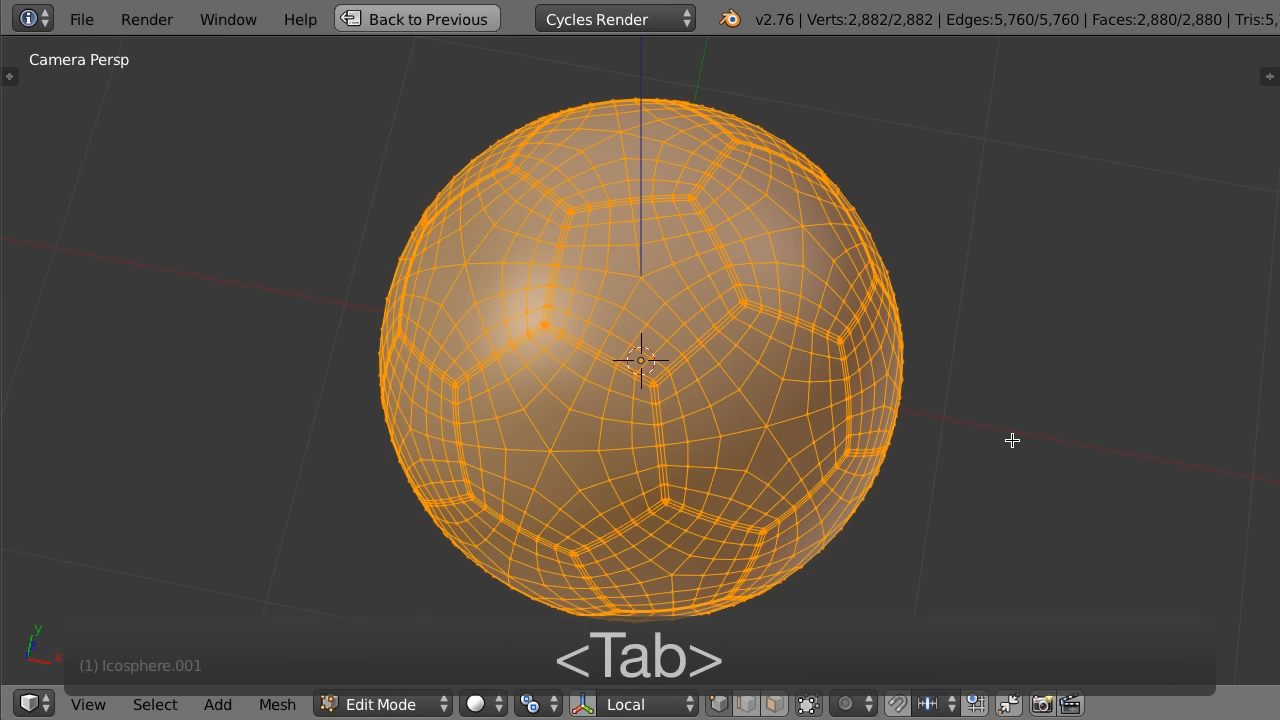 File Render Window Help Back to Previous Cycles Render v2.76 | Verts:2,882/2,882 | Edges:5,760/5,760 | Faces:2,880/2,880 | Tris:5,
Camera Persp
y
z
x
(1) Icosphere.001
<Tab>
View Select Add Mesh Edit Mode Local